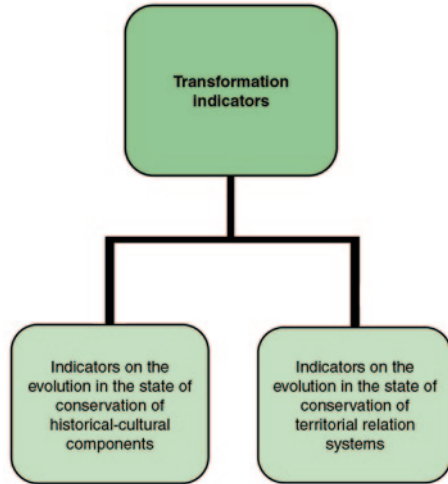 Transformation
indicators
Indicators on the
evolution in the state of
conservation of
historical-cultural
components
Indicators on the
evolution in the state of
conservation of
territorial relation
systems